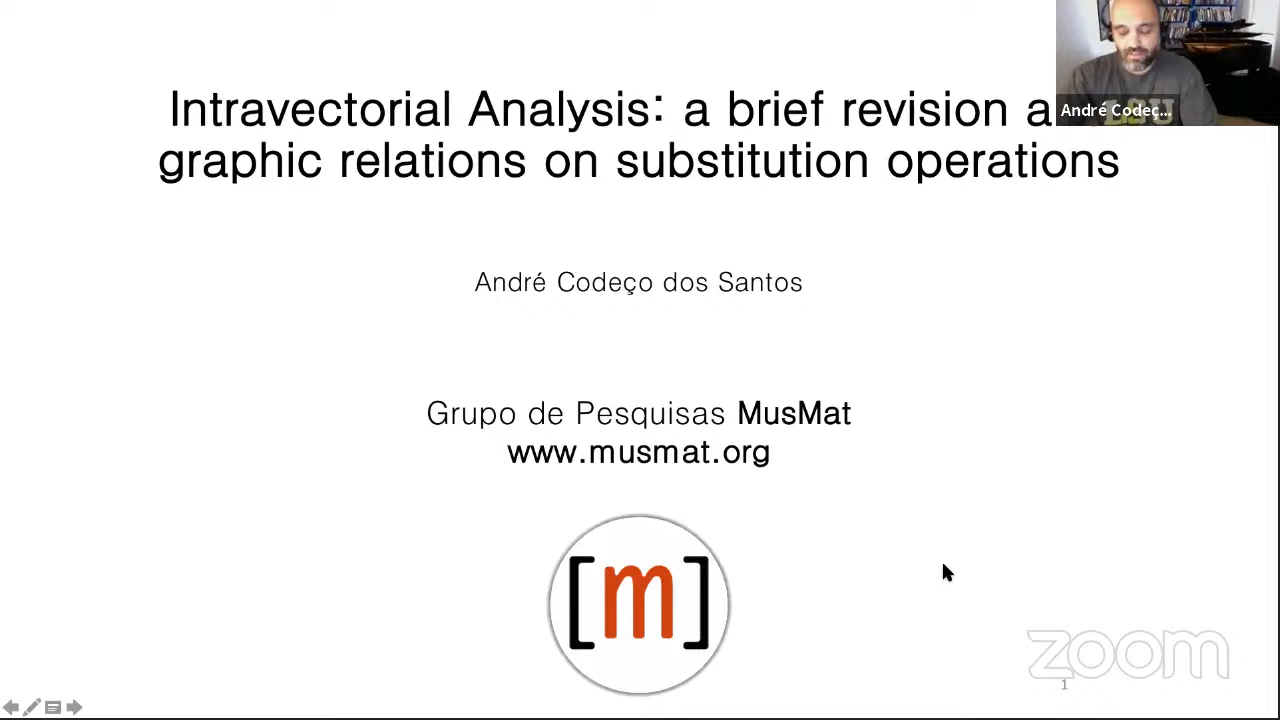 Intravectorial Analysis: a brief revision a
graphic relations on substitution operations
André Codeç...
André Codeço dos Santos
Grupo de Pesquisas MusMat
www.musmat.org
[m]
zoom
1